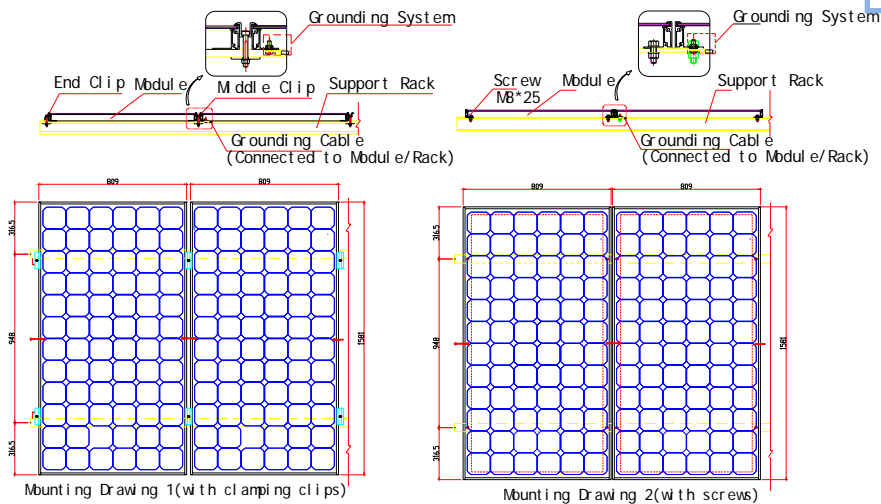 Grounding System
End Clip
Module
Middle Clip
Support Rack
Grounding Cable
(Connected to Module/Rack)
809
809
316.5
948
316.5
1581
Mounting Drawing 1(with clamping clips)
Grounding System
Screw
M8*25
Module
Support Rack
Grounding Cable
(Connected to Module/Rack)
809
809
316.5
948
316.5
1581
Mounting Drawing 2(with screws)